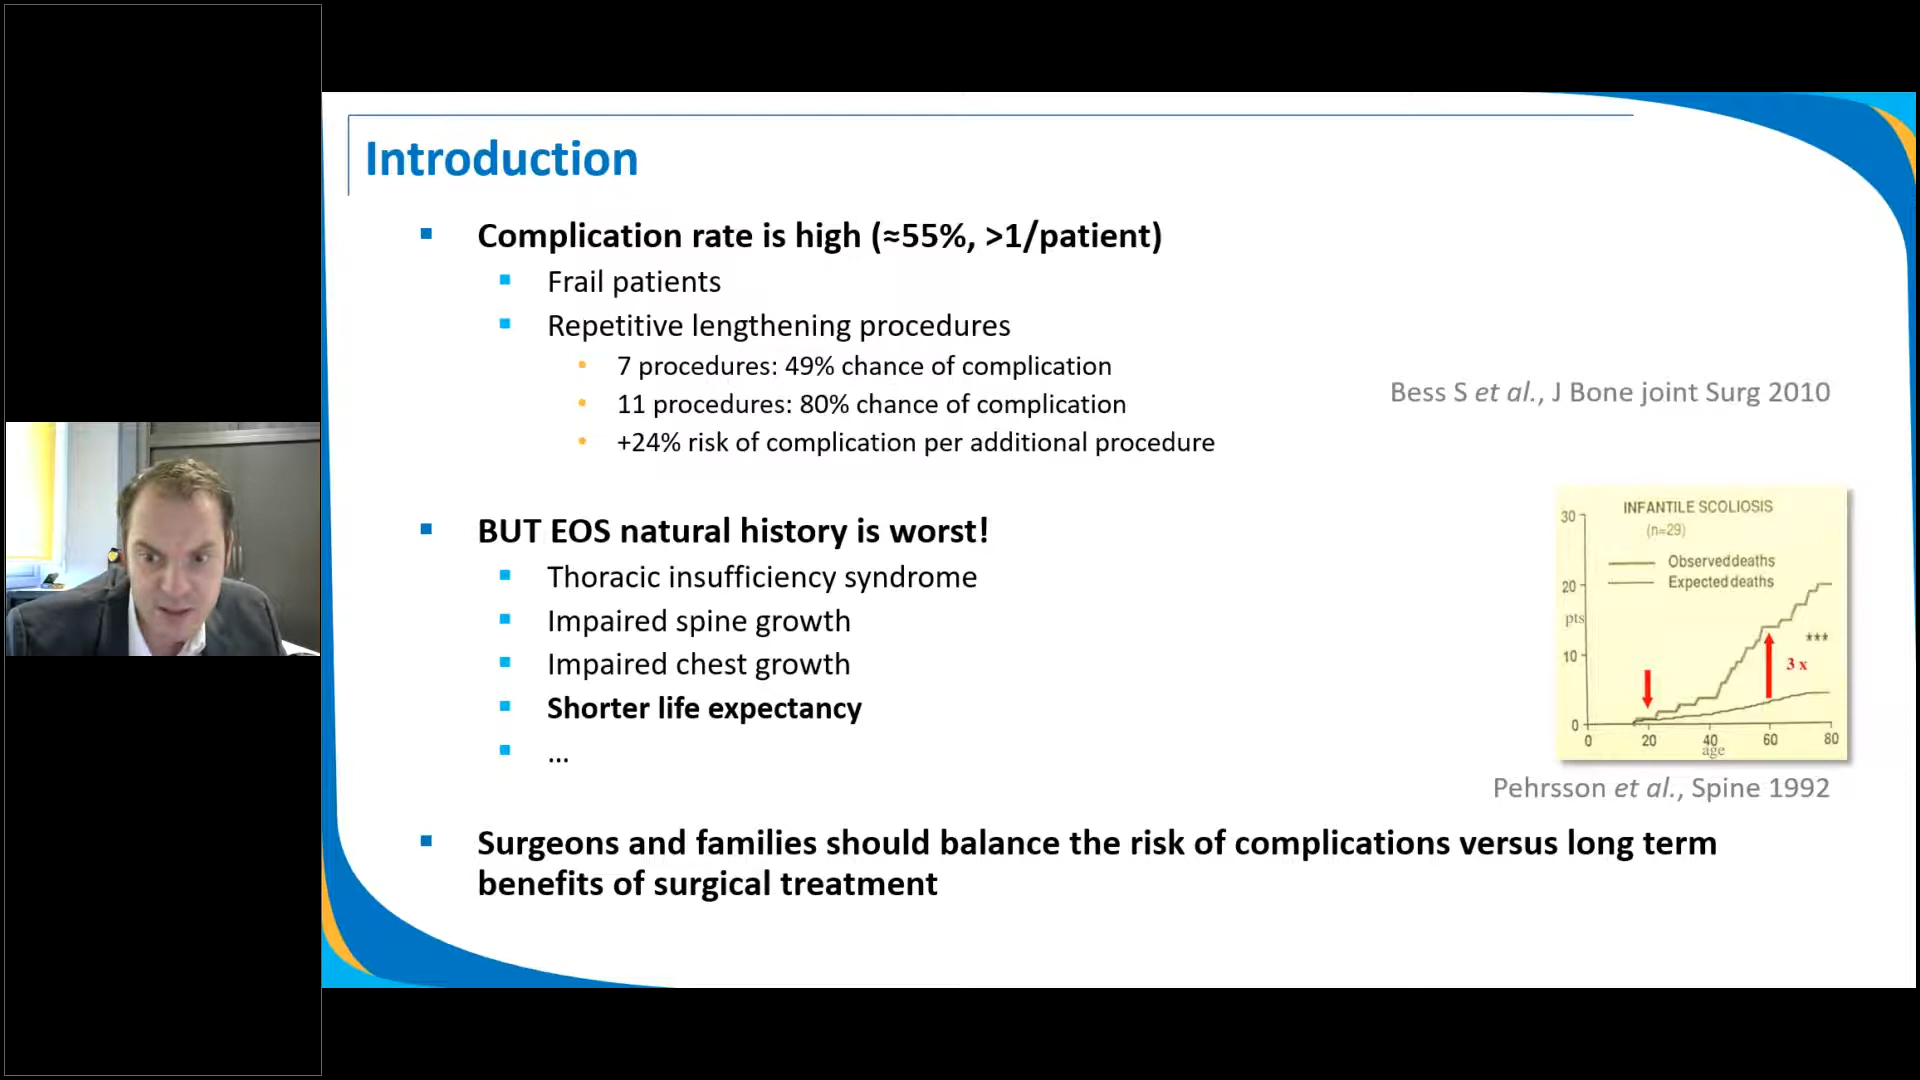 Introduction
Complication rate is high (≈55%, >1/patient)
Frail patients
Repetitive lengthening procedures
7 procedures: 49% chance of complication
11 procedures: 80% chance of complication
+24% risk of complication per additional procedure
Bess S et al., J Bone joint Surg 2010
BUT EOS natural history is worst!
Thoracic insufficiency syndrome
Impaired spine growth
Impaired chest growth
Shorter life expectancy
...
INFANTILE SCOLIOSIS
(n=29)
Observed deaths
Expected deaths
30
20
pts
10
0
***
3 x
0 20 40 60 80
age
Pehrsson et al., Spine 1992
Surgeons and families should balance the risk of complications versus long term
benefits of surgical treatment